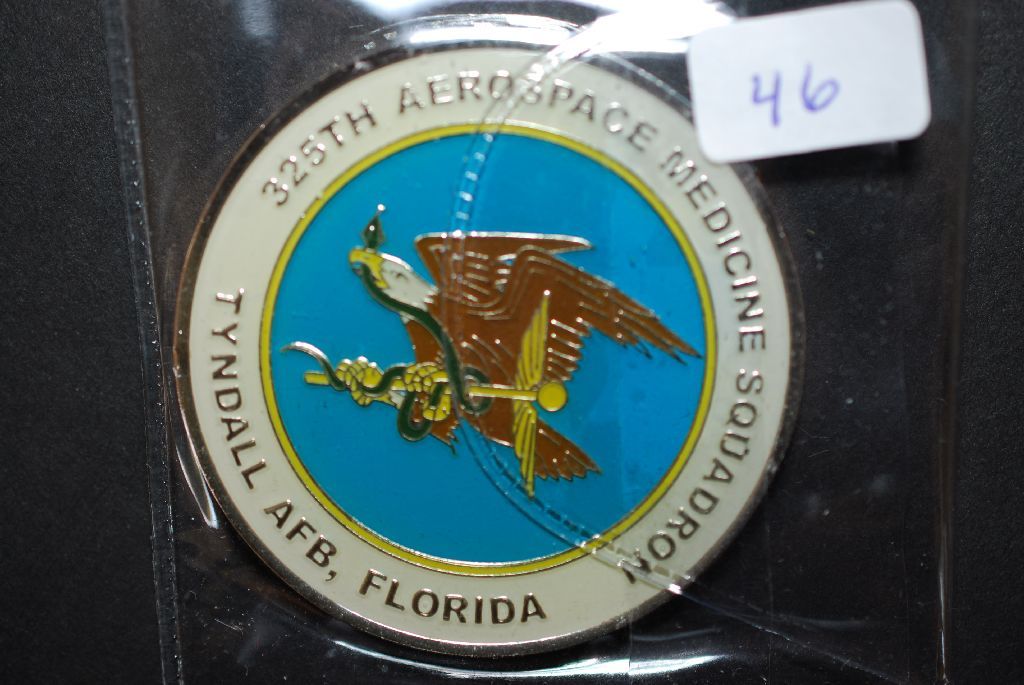 46
325TH AEROSPACE MEDICINE SQUADRON
TYNDALL AFB, FLORIDA